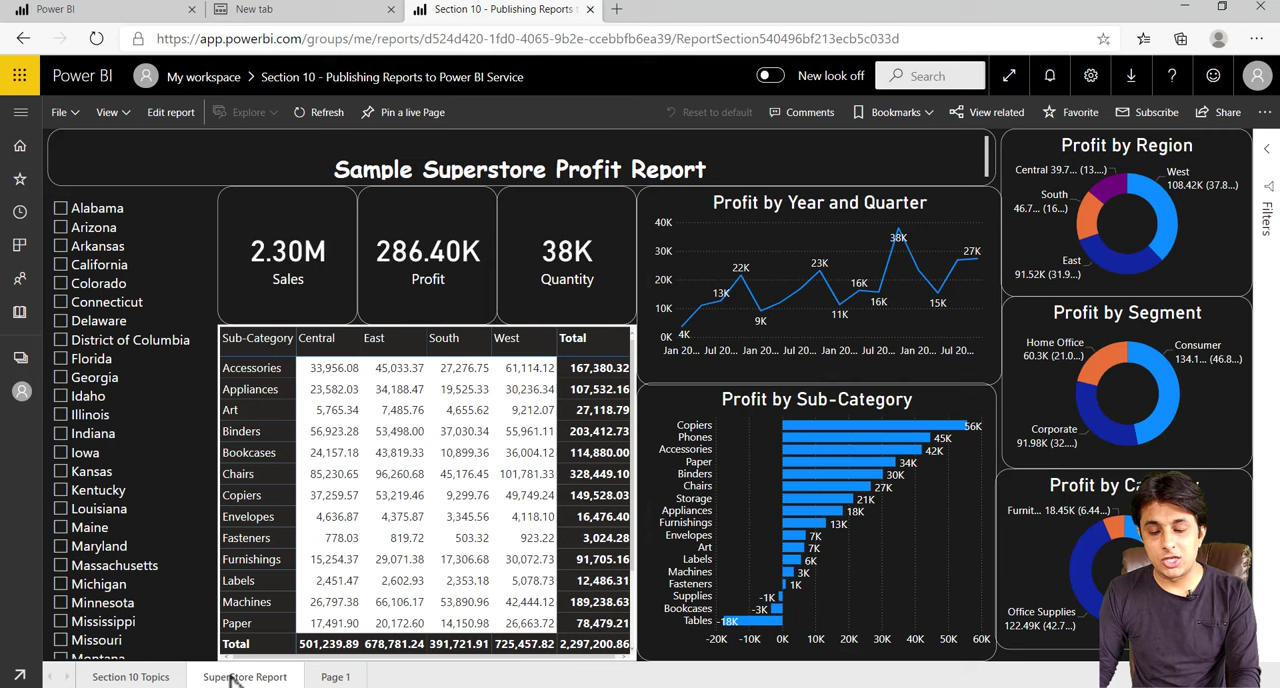 Power BI
New tab
Section 10 - Publishing Reports t
https://app.powerbi.com/groups/me/reports/d524d420-1fd0-4065-9b2e-ccebbfb6ea39/ReportSection540496bf213ecb5c033d
Power BI
My workspace > Section 10 - Publishing Reports to Power BI Service
New look off
Search
File
View
Edit report
Explore
Refresh
Pin a live Page
Reset to default
Comments
Bookmarks
View related
Favorite
Subscribe
Share
Sample Superstore Profit Report
Alabama
Arizona
Arkansas
California
Colorado
Connecticut
Delaware
District of Columbia
Florida
Georgia
Idaho
Illinois
Indiana
Iowa
Kansas
Kentucky
Louisiana
Maine
Maryland
Massachusetts
Michigan
Minnesota
Mississippi
Missouri
Montana
2.30M
Sales
286.40K
Profit
38K
Quantity
Sub-Category Central East South West Total
Accessories 33,956.08 45,033.37 27,276.75 61,114.12 167,380.32
Appliances 23,582.03 34,188.47 19,525.33 30,236.34 107,532.16
Art 5,765.34 7,485.76 4,655.62 9,212.07 27,118.79
Binders 56,923.28 53,498.00 37,030.34 55,961.11 203,412.73
Bookcases 24,157.18 43,819.33 10,899.36 36,004.12 114,880.00
Chairs 85,230.65 96,260.68 45,176.45 101,781.33 328,449.10
Copiers 37,259.57 53,219.46 9,299.76 49,749.24 149,528.03
Envelopes 4,636.87 4,375.87 3,345.56 4,118.10 16,476.40
Fasteners 778.03 819.72 503.32 923.22 3,024.28
Furnishings 15,254.37 29,071.38 17,306.68 30,072.73 91,705.16
Labels 2,451.47 2,602.93 2,353.18 5,078.73 12,486.31
Machines 26,797.38 66,106.17 53,890.96 42,444.12 189,238.63
Paper 17,491.90 20,172.60 14,150.98 26,663.72 78,479.21
Total 501,239.89 678,781.24 391,721.91 725,457.82 2,297,200.86
Profit by Year and Quarter
40K
30K
20K
10K
0K
4K
13K
22K
9K
23K
11K
16K
16K
38K
15K
27K
Jan 20... Jul 20... Jan 20... Jul 20... Jan 20... Jul 20... Jan 20... Jul 20...
Profit by Sub-Category
Copiers 56K
Phones 45K
Accessories 42K
Paper 34K
Binders 30K
Chairs 27K
Storage 21K
Appliances 18K
Furnishings 13K
Envelopes 7K
Art 7K
Labels 6K
Machines 3K
Fasteners 1K
Supplies -1K
Bookcases -3K
Tables -18K
-20K -10K 0K 10K 20K 30K 40K 50K 60K
Profit by Region
Central 39.7... (13....)
West
108.42K (37.8...)
South
46.7... (16...)
East
91.52K (31.9...)
Profit by Segment
Home Office
60.3K (21.0...)
Consumer
134.1... (46.8...)
Corporate
91.98K (32....)
Profit by
Furnit... 18.45K (6.44...
Office Supplies
122.49K (42.7...
Filters
Section 10 Topics
Superstore Report
Page 1